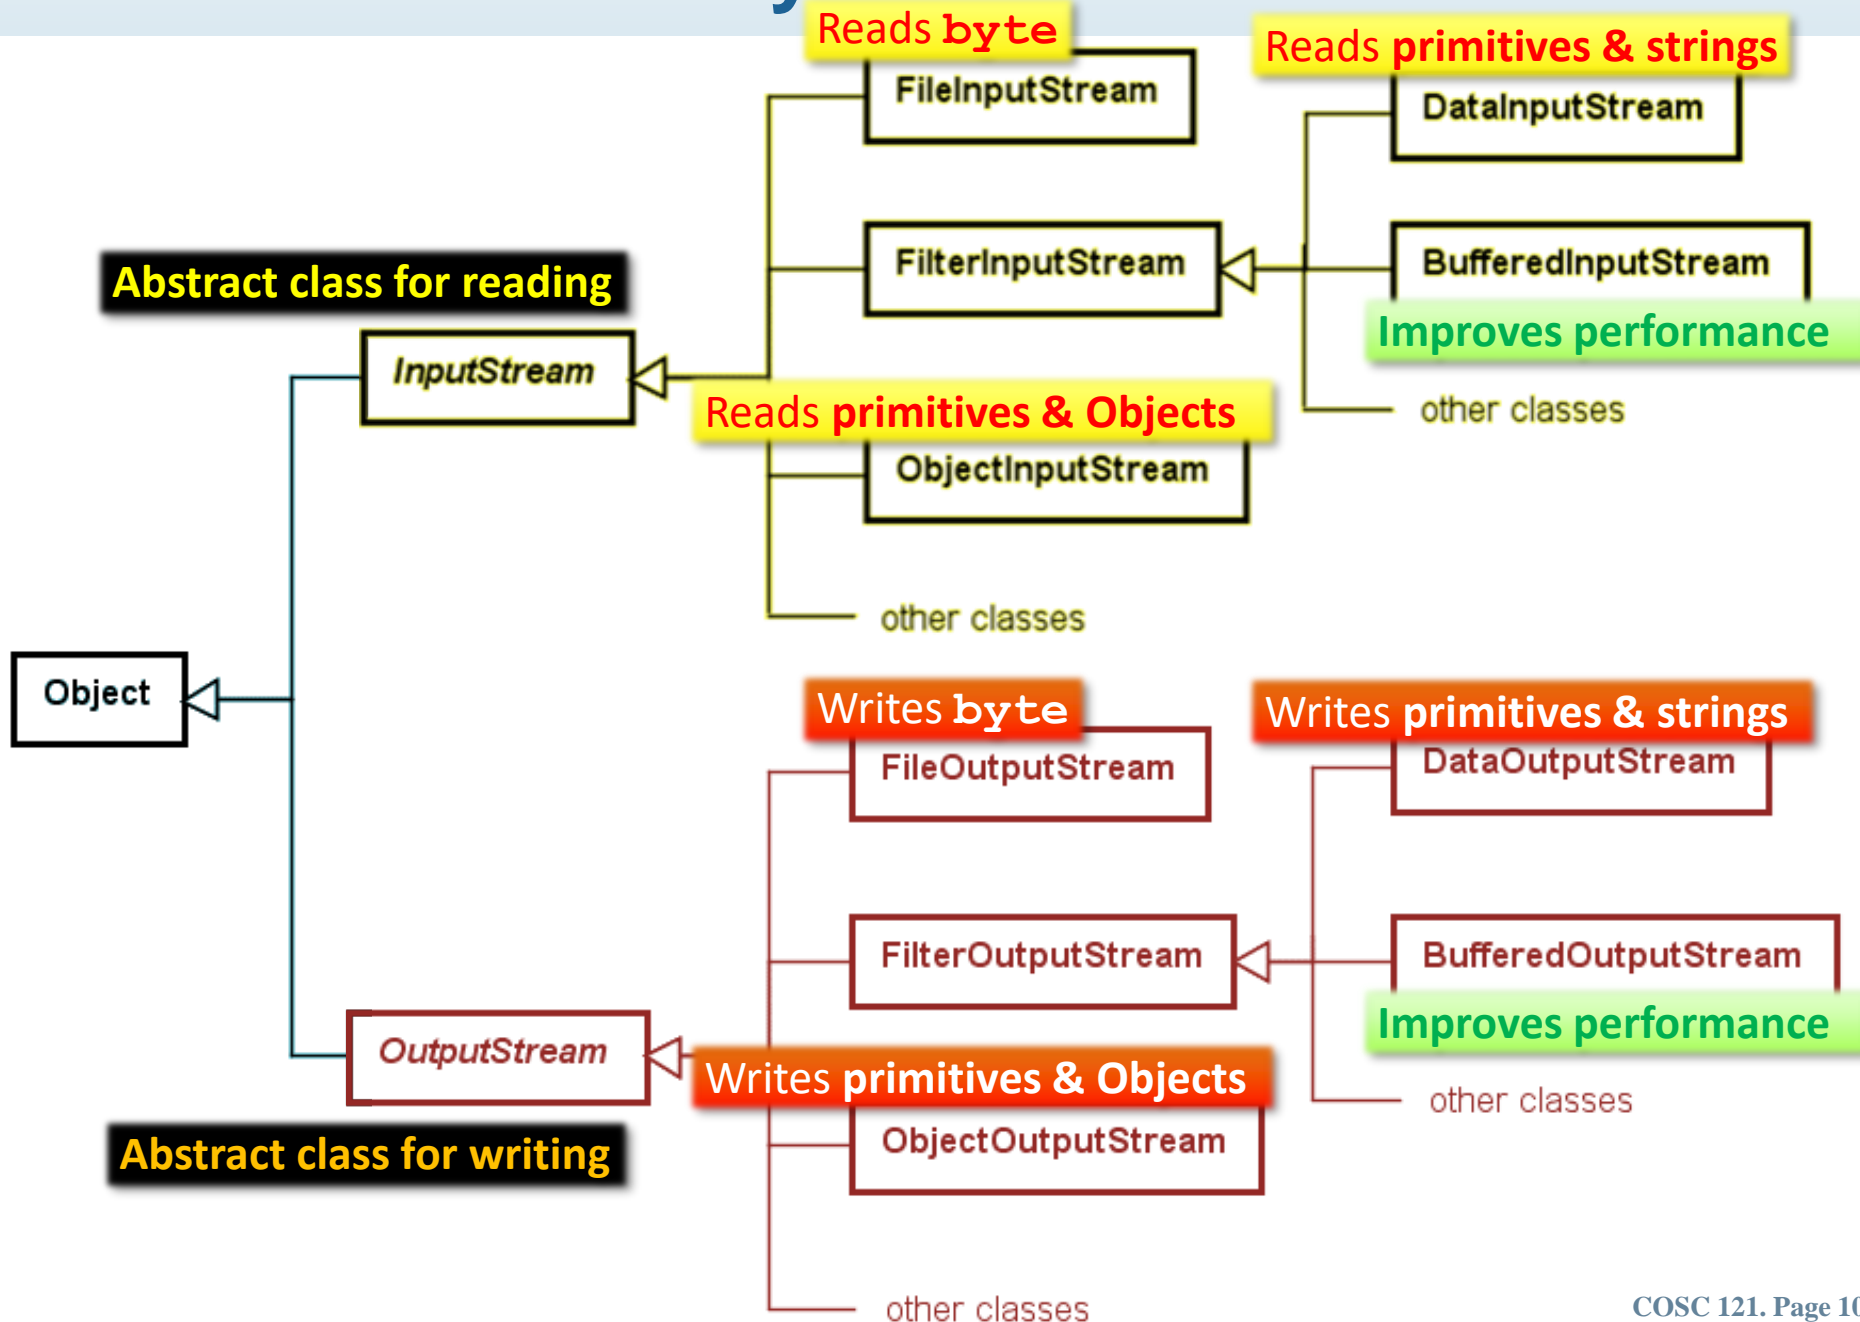 Reads byte
FileInputStream
Reads primitives & strings
DataInputStream
Abstract class for reading
FilterInputStream
BufferedInputStream
Improves performance
InputStream
Reads primitives & Objects
other classes
ObjectInputStream
other classes
Object
Writes byte
FileOutputStream
Writes primitives & strings
DataOutputStream
FilterOutputStream
BufferedOutputStream
Improves performance
OutputStream
Writes primitives & Objects
other classes
Abstract class for writing
ObjectOutputStream
other classes
COSC 121. Page 10